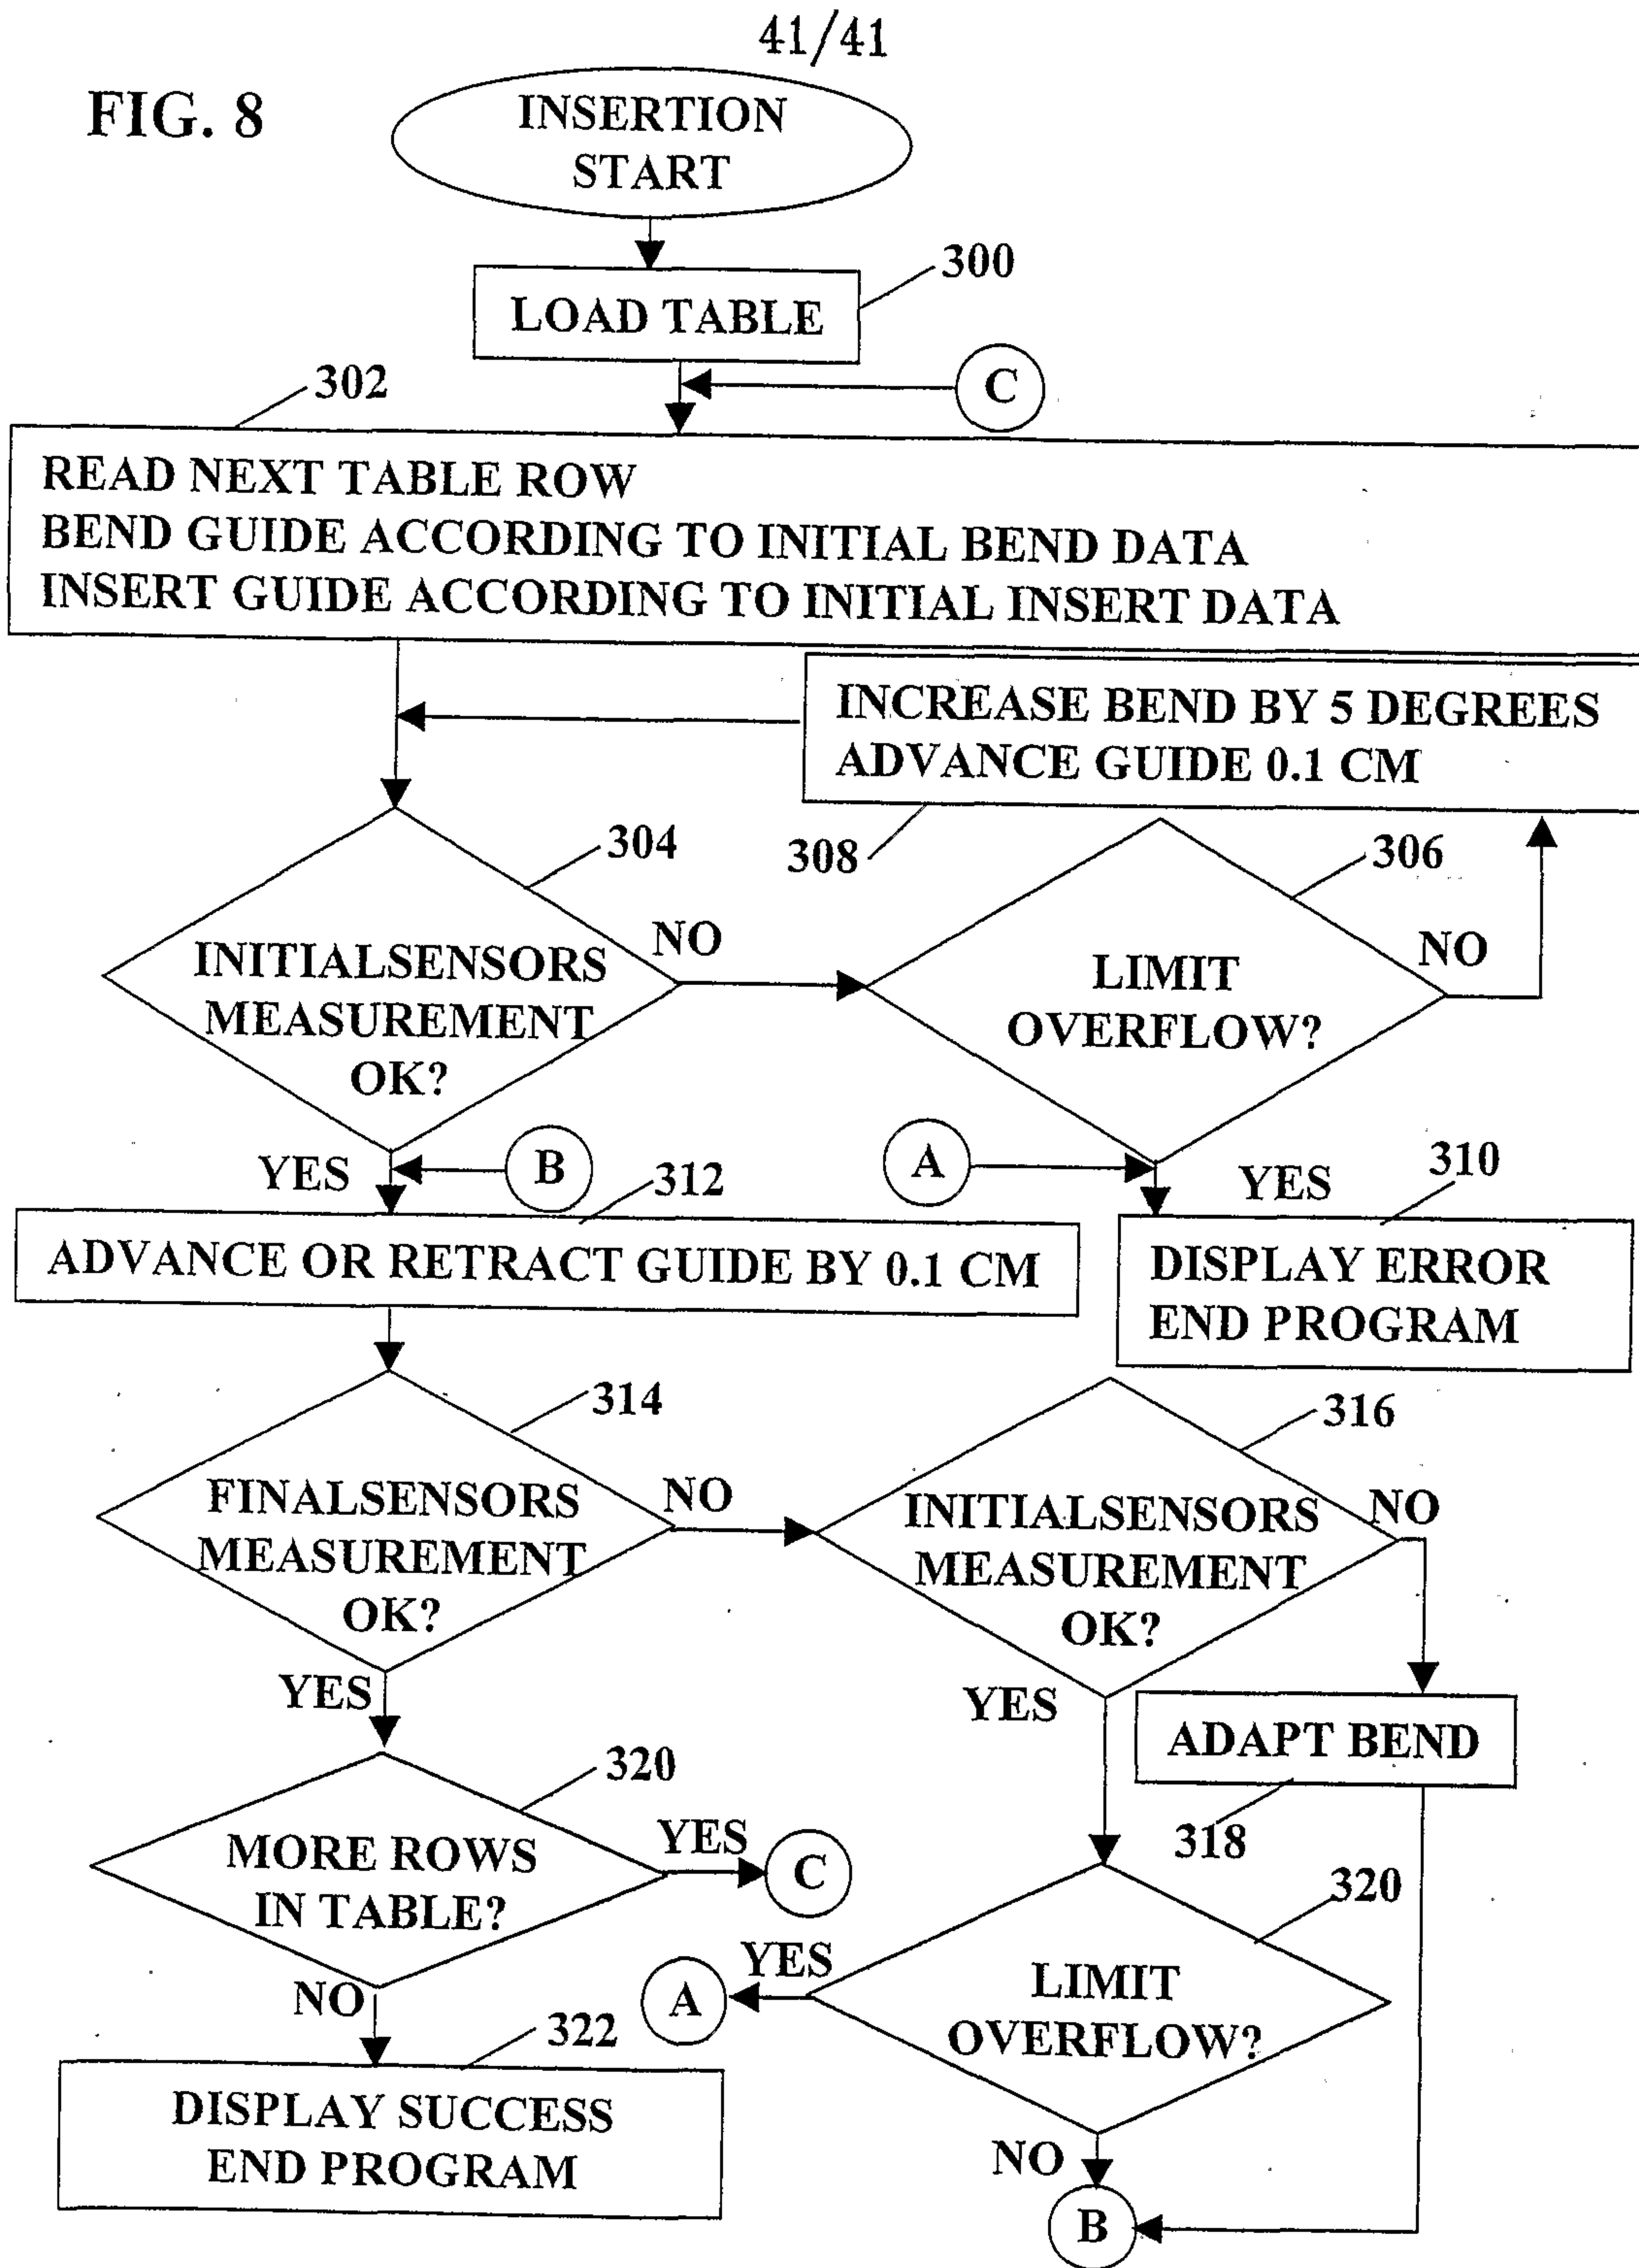 41/41
FIG. 8
INSERTION
START
300
LOAD TABLE
C
302
READ NEXT TABLE ROW
BEND GUIDE ACCORDING TO INITIAL BEND DATA
INSERT GUIDE ACCORDING TO INITIAL INSERT DATA
INCREASE BEND BY 5 DEGREES
ADVANCE GUIDE 0.1 CM
304
308
306
INITIALSENSORS
MEASUREMENT
OK?
NO
LIMIT
OVERFLOW?
NO
YES
B
A
YES
310
312
ADVANCE OR RETRACT GUIDE BY 0.1 CM
DISPLAY ERROR
END PROGRAM
314
316
FINALSENSORS
MEASUREMENT
OK?
NO
INITIALSENSORS
MEASUREMENT
OK?
NO
YES
YES
ADAPT BEND
318
320
MORE ROWS
IN TABLE?
YES
C
320
LIMIT
OVERFLOW?
YES
A
NO
322
DISPLAY SUCCESS
END PROGRAM
NO
B